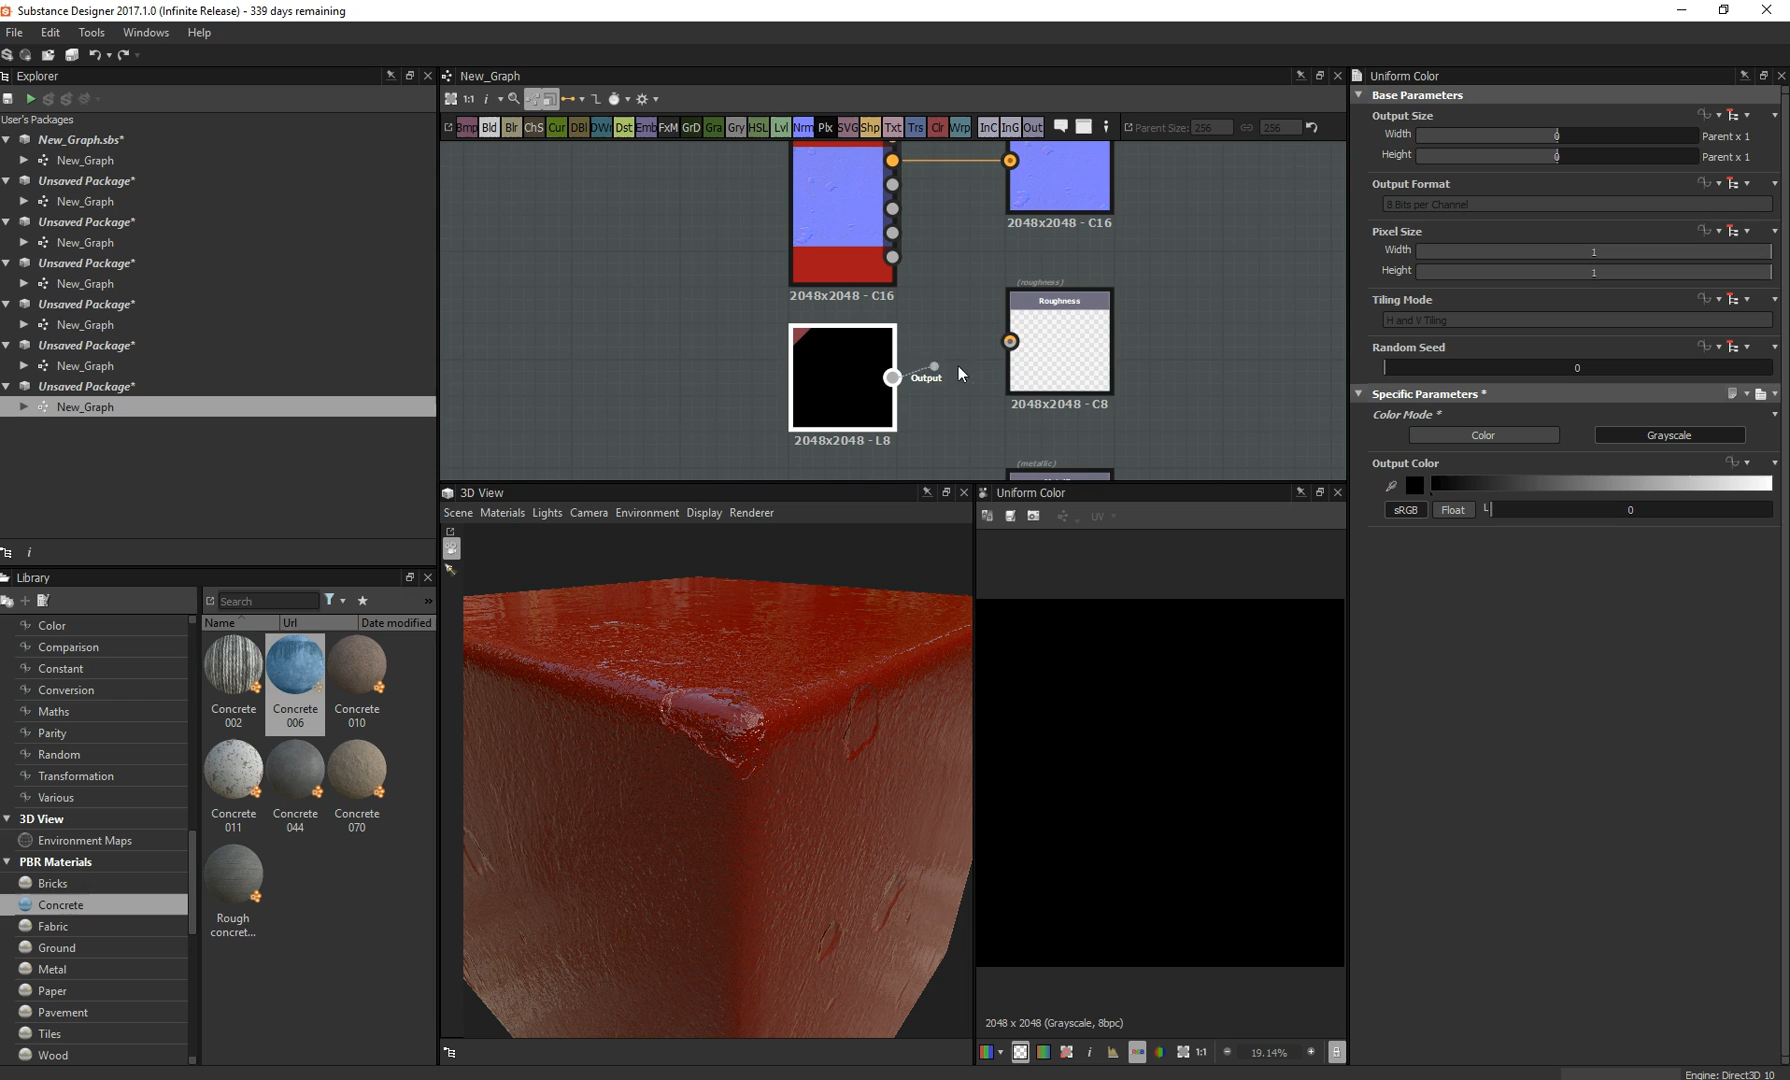 Substance Designer 2017.1.0 (Infinite Release) - 339 days remaining
File Edit Tools Windows Help
Explorer
User's Packages
New_Graph.sbs*
New_Graph
Unsaved Package*
New_Graph
Unsaved Package*
New_Graph
Unsaved Package*
New_Graph
Unsaved Package*
New_Graph
Unsaved Package*
New_Graph
Unsaved Package*
New_Graph
Library
Color
Comparison
Constant
Conversion
Maths
Parity
Random
Transformation
Various
3D View
Environment Maps
PBR Materials
Bricks
Concrete
Fabric
Ground
Metal
Paper
Pavement
Tiles
Wood
Search
Name Url Date modified
Concrete 002
Concrete 006
Concrete 010
Concrete 011
Concrete 044
Concrete 070
Rough concret...
New_Graph
1:1
Bmp Bld Blr ChS Cur DBl DWr Dst Emb FxM GrD Gra Gry HSL Lvl Nrm Plx SVG Shp Txt Trs Clr Wrp InC InG Out
Parent Size: 256 256
2048x2048 - C16
2048x2048 - C16
(roughness)
Roughness
2048x2048 - C8
Output
2048x2048 - L8
(metallic)
3D View
Scene Materials Lights Camera Environment Display Renderer
Uniform Color
UV
2048 x 2048 (Grayscale, 8bpc)
1:1
19.14%
Uniform Color
Base Parameters
Output Size
Width 0 Parent x 1
Height 0 Parent x 1
Output Format
8 Bits per Channel
Pixel Size
Width 1
Height 1
Tiling Mode
H and V Tiling
Random Seed
0
Specific Parameters *
Color Mode *
Color Grayscale
Output Color
sRGB Float L 0
Engine: Direct3D 10